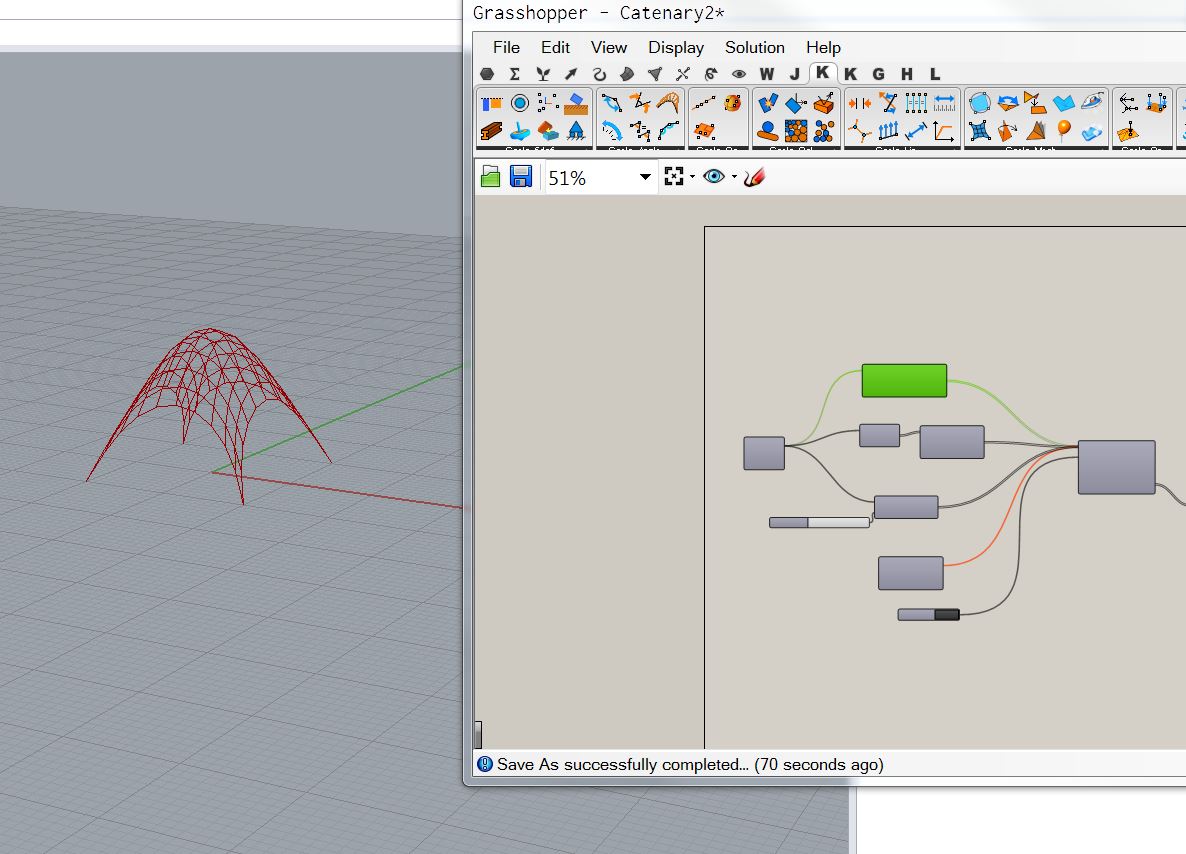 Grasshopper - Catenary2*
File Edit View Display Solution Help
Σ W J K K G H L
51%
Save As successfully completed... (70 seconds ago)